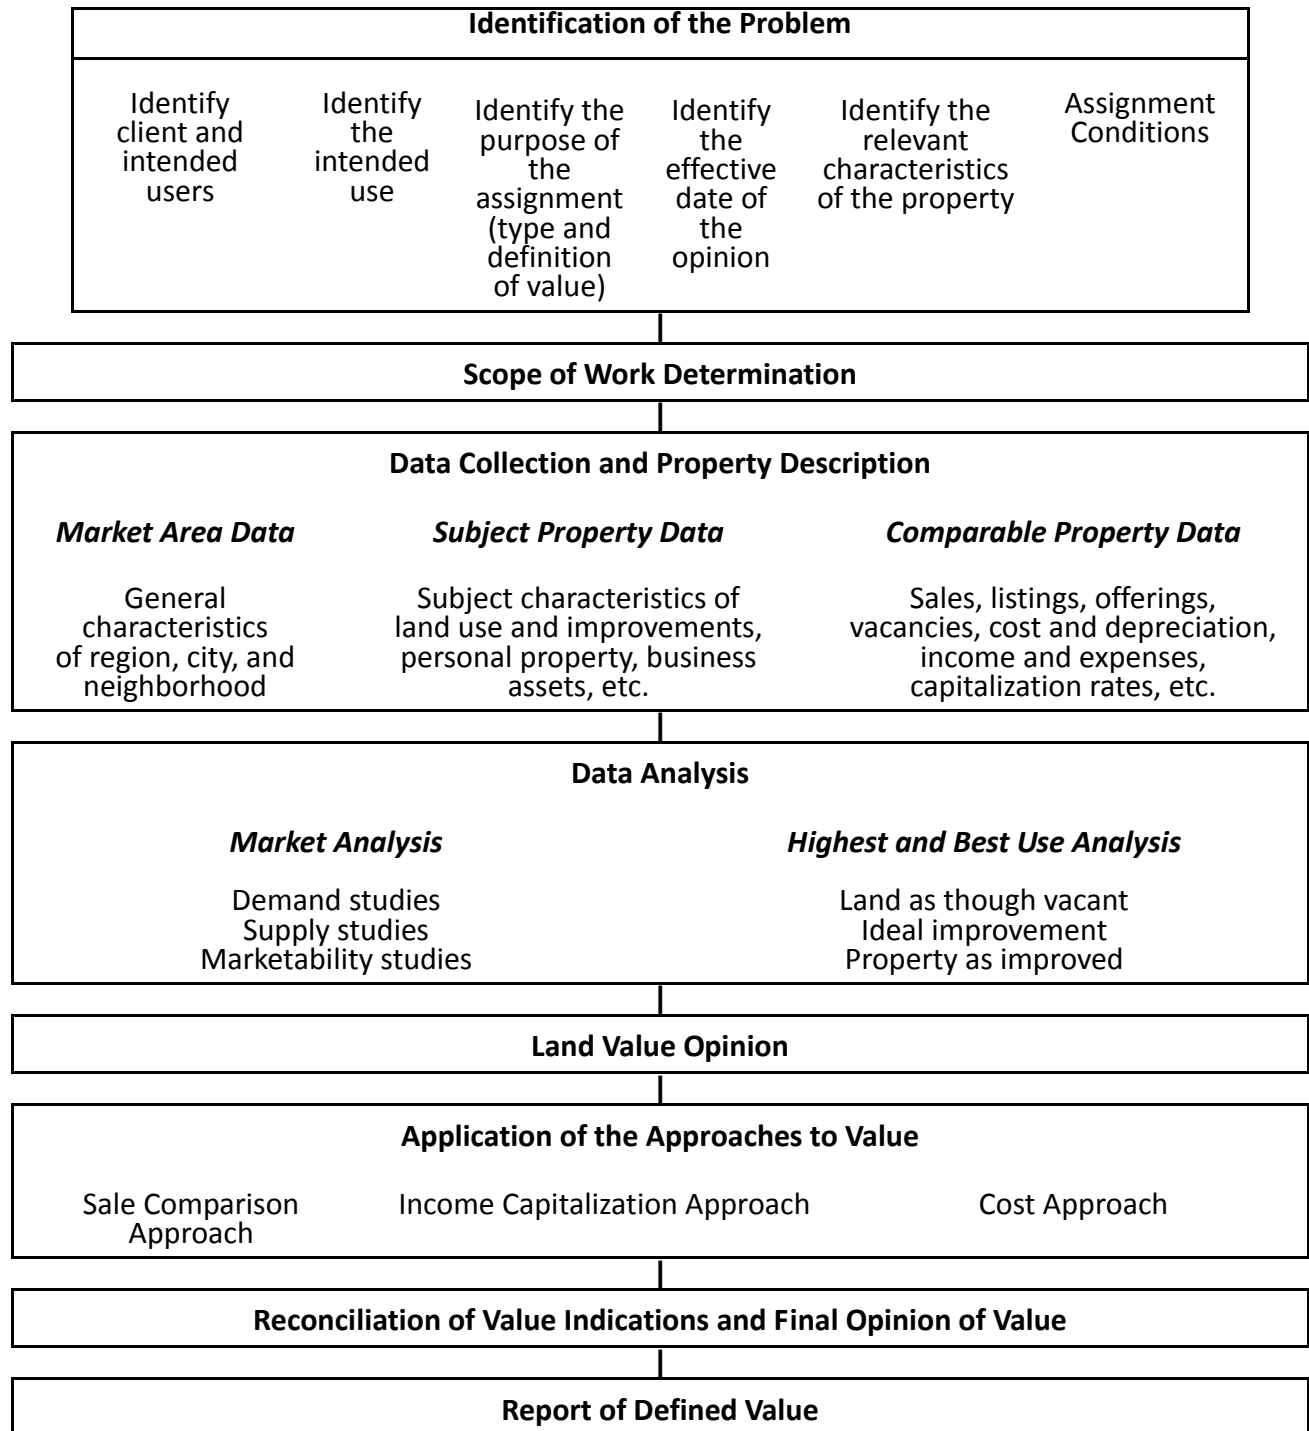 Identification of the Problem
Identify
client and
intended
users
Identify
the
intended
use
Identify the
purpose of
the
assignment
(type and
definition
of value)
Identify
the
effective
date of
the
opinion
Identify the
relevant
characteristics
of the property
Assignment
Conditions
Scope of Work Determination
Data Collection and Property Description
Market Area Data
General
characteristics
of region, city, and
neighborhood
Subject Property Data
Subject characteristics of
land use and improvements,
personal property, business
assets, etc.
Comparable Property Data
Sales, listings, offerings,
vacancies, cost and depreciation,
income and expenses,
capitalization rates, etc.
Data Analysis
Market Analysis
Demand studies
Supply studies
Marketability studies
Highest and Best Use Analysis
Land as though vacant
Ideal improvement
Property as improved
Land Value Opinion
Application of the Approaches to Value
Sale Comparison
Approach
Income Capitalization Approach
Cost Approach
Reconciliation of Value Indications and Final Opinion of Value
Report of Defined Value